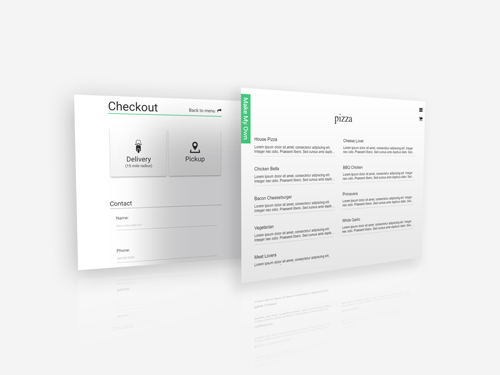 Checkout
Back to menu
Delivery
(15 mile radius)
Pickup
Contact
Name:
Phone:
Make My Own
pizza
House Pizza
Lorem ipsum dolor sit amet, consectetur adipiscing elit.
Integer nec odio. Praesent libero. Sed cursus ante dapib...
Chicken Bella
Lorem ipsum dolor sit amet, consectetur adipiscing elit.
Integer nec odio. Praesent libero. Sed cursus ante dapib...
Bacon Cheeseburger
Lorem ipsum dolor sit amet, consectetur adipiscing elit.
Integer nec odio. Praesent libero. Sed cursus ante dapib...
Vegetarian
Lorem ipsum dolor sit amet, consectetur adipiscing elit.
Integer nec odio. Praesent libero. Sed cursus ante dapib...
Meat Lovers
Lorem ipsum dolor sit amet, consectetur adipiscing elit.
Cheese Lover
Lorem ipsum dolor sit amet, consectetur adipiscing elit.
Integer nec odio. Praesent libero. Sed cursus ante dapib...
BBQ Chicken
Lorem ipsum dolor sit amet, consectetur adipiscing elit.
Integer nec odio. Praesent libero. Sed cursus ante dapib...
Primavera
Lorem ipsum dolor sit amet, consectetur adipiscing elit.
Integer nec odio. Praesent libero. Sed cursus ante dapib...
White Garlic
Lorem ipsum dolor sit amet, consectetur adipiscing elit.
Integer nec odio. Praesent libero. Sed cursus ante dapib...